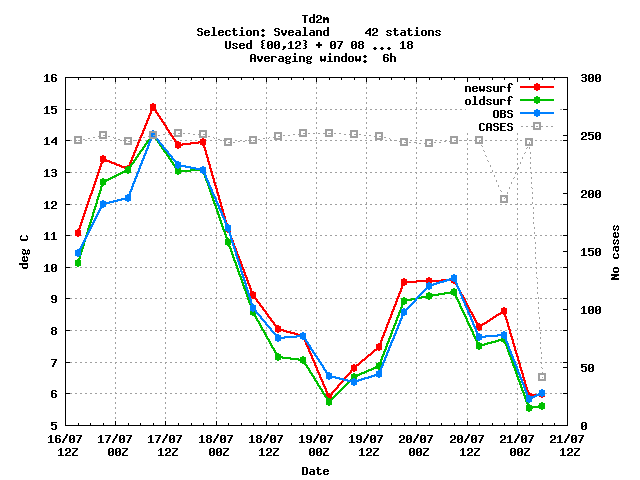 Td2m
Selection: Svealand 42 stations
Used {00,12} + 07 08 ... 18
Averaging window: 6h
newsurf
oldsurf
OBS
CASES
16
15
14
13
12
11
10
9
8
7
6
5
deg C
300
250
200
150
100
50
0
No cases
16/07 17/07 17/07 18/07 18/07 19/07 19/07 20/07 20/07 21/07 21/07
12Z 00Z 12Z 00Z 12Z 00Z 12Z 00Z 12Z 00Z 12Z
Date